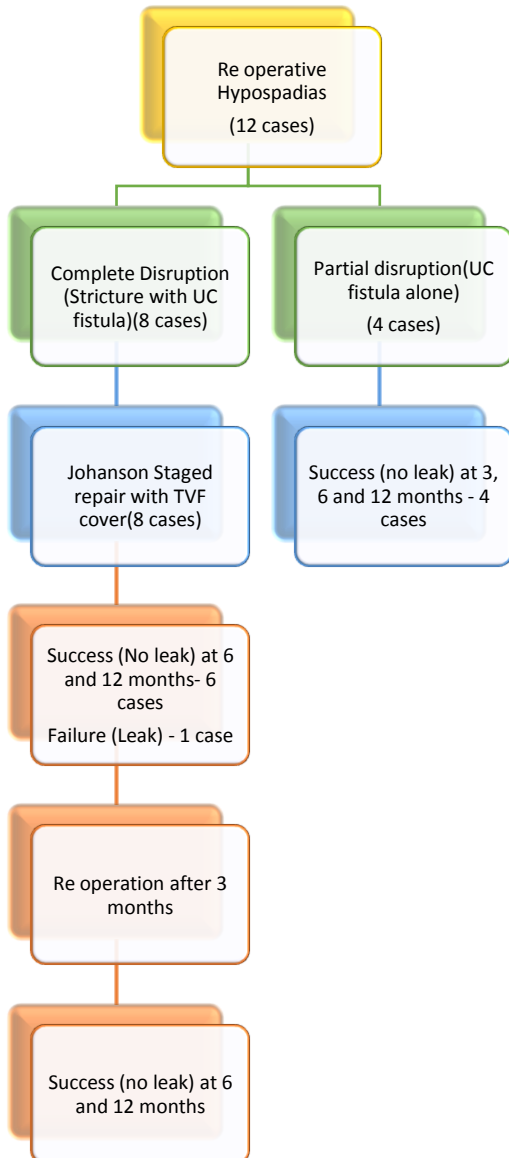 Re operative
Hypospadias
(12 cases)
Complete Disruption
(Stricture with UC
fistula)(8 cases)
Partial disruption(UC
fistula alone)
(4 cases)
Johanson Staged
repair with TVF
cover(8 cases)
Success (no leak) at 3,
6 and 12 months - 4
cases
Success (No leak) at 6
and 12 months- 6
cases
Failure (Leak) - 1 case
Re operation after 3
months
Success (no leak) at 6
and 12 months